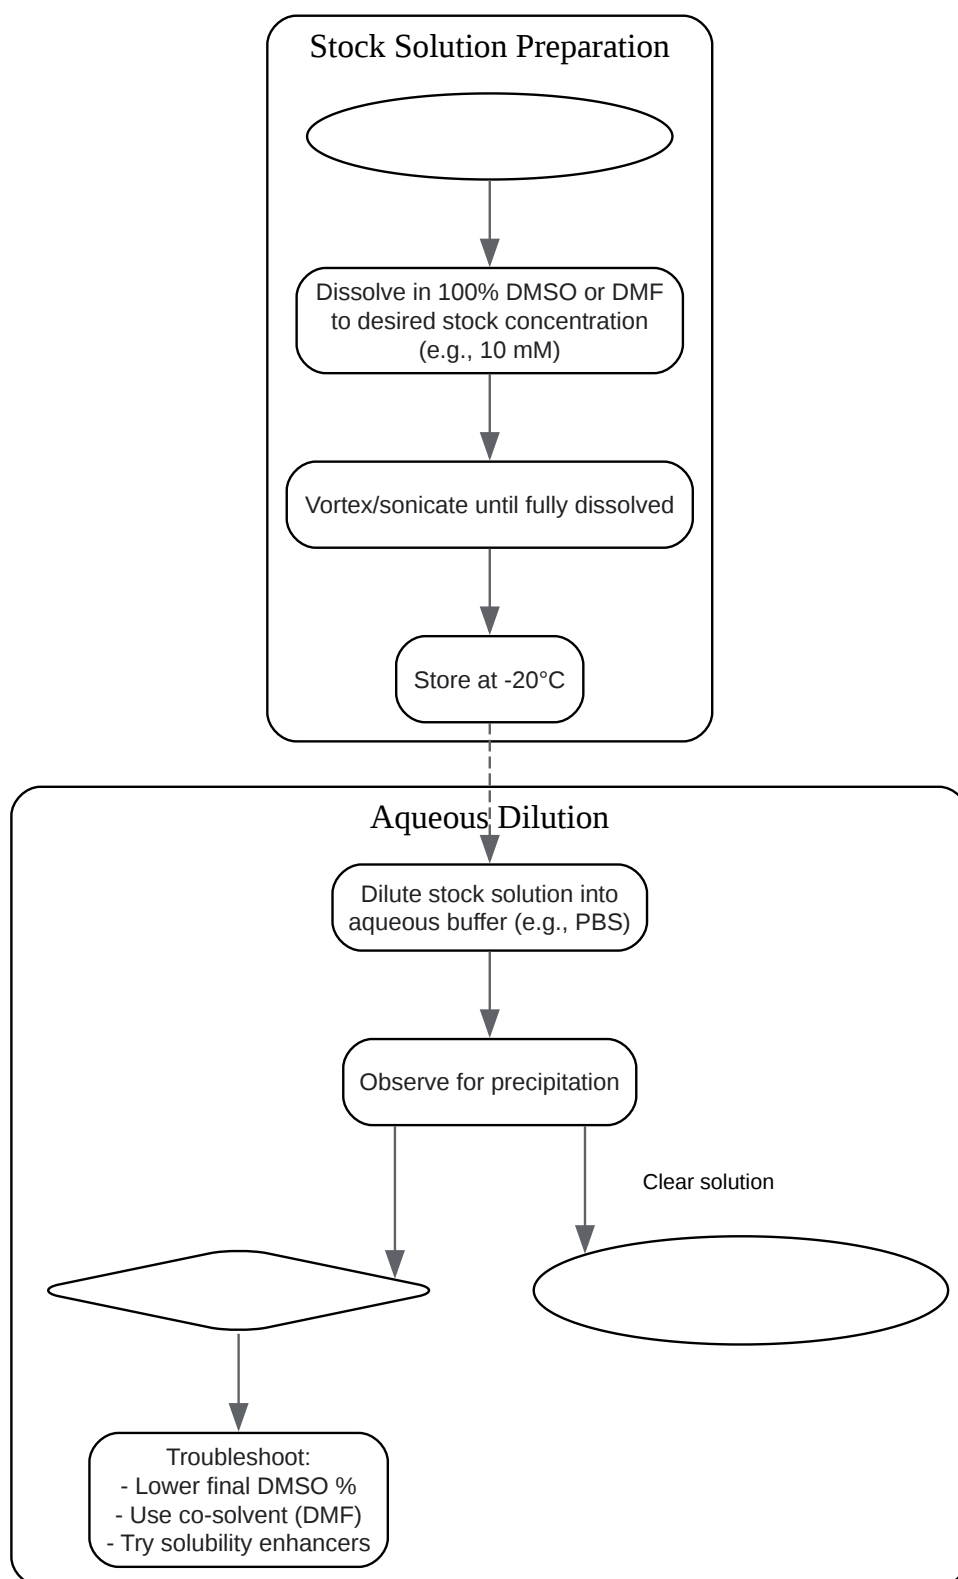 Stock Solution Preparation
Dissolve in 100% DMSO or DMF
to desired stock concentration
(e.g., 10 mM)
Vortex/sonicate until fully dissolved
Store at -20°C
Aqueous Dilution
Dilute stock solution into
aqueous buffer (e.g., PBS)
Observe for precipitation
Clear solution
Troubleshoot:
- Lower final DMSO %
- Use co-solvent (DMF)
- Try solubility enhancers